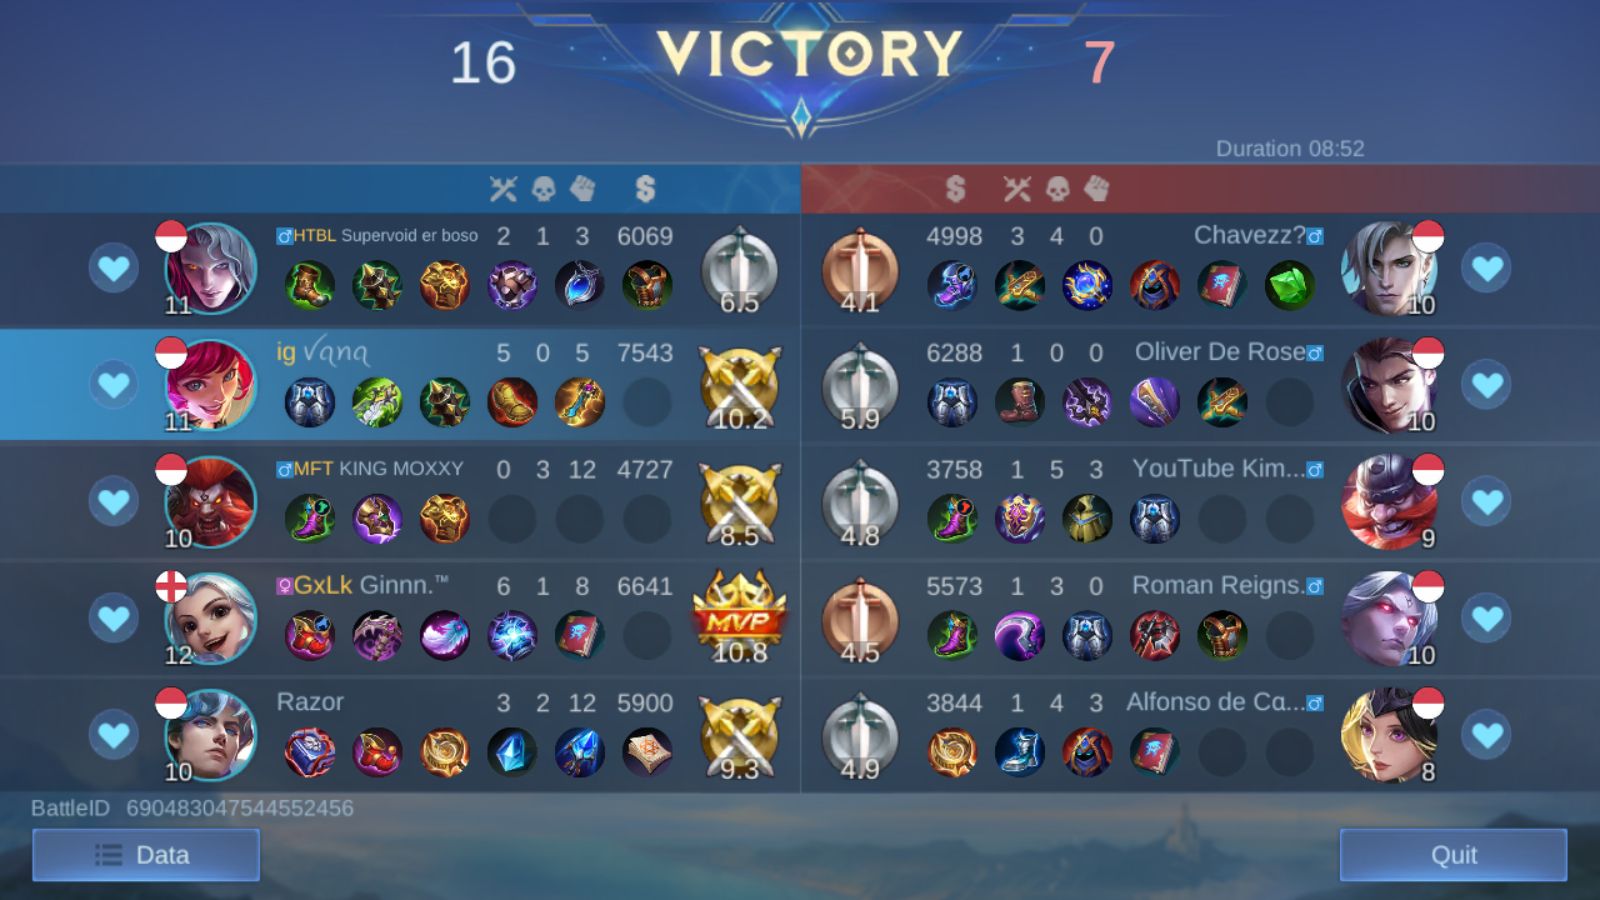 16 VICTORY 7
Duration 08:52
HTBL Supervoid er boso 2 1 3 6069
11 6.5
4998 3 4 0 Chavezz?
4.1 10
ig Vana 5 0 5 7543
11 10.2
6288 1 0 0 Oliver De Rose
5.9 10
MFT KING MOXXY 0 3 12 4727
10 8.5
3758 1 5 3 YouTube Kim...
4.8 9
GxLk Ginnn.™ 6 1 8 6641
12 MVP 10.8
5573 1 3 0 Roman Reigns.
4.5 10
Razor 3 2 12 5900
10 9.3
3844 1 4 3 Alfonso de Ca...
4.9 8
BattleID 690483047544552456
Data
Quit